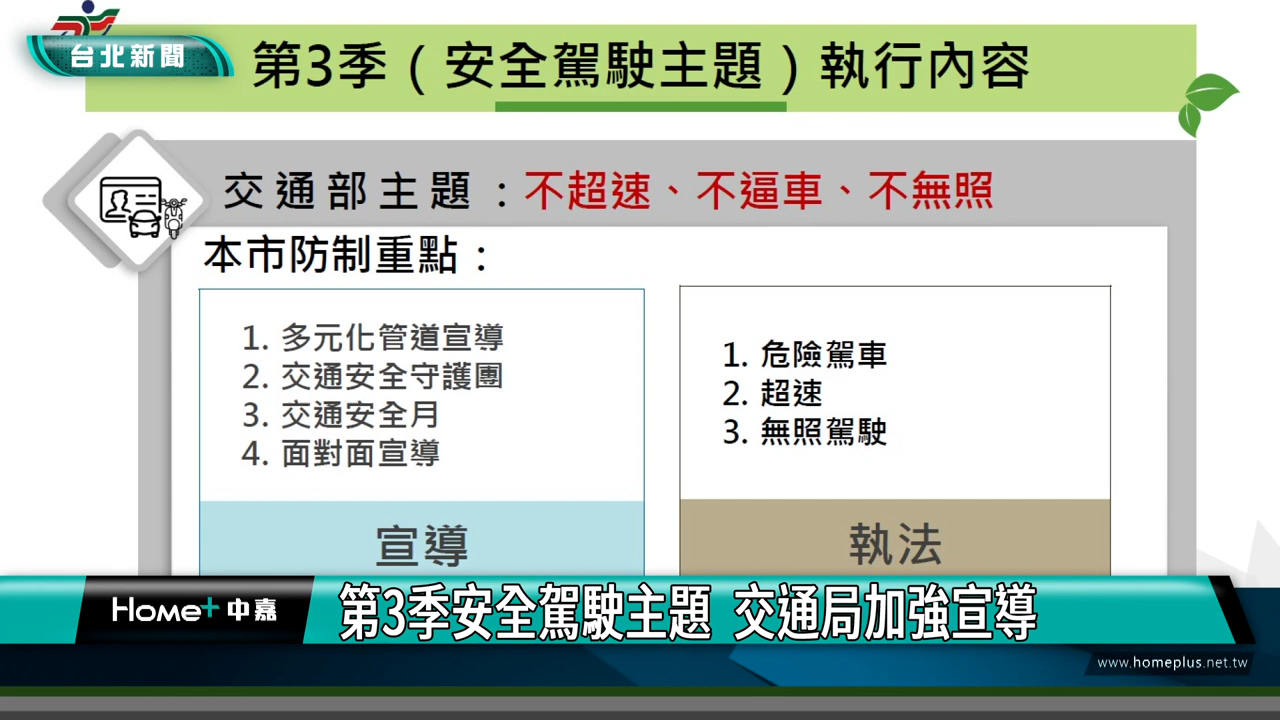 台北新聞
第3季（安全駕駛主題）執行內容
交通部主題：不超速、不逼車、不無照
本市防制重點：
1. 多元化管道宣導
2. 交通安全守護團
3. 交通安全月
4. 面對面宣導
宣導
1. 危險駕車
2. 超速
3. 無照駕駛
執法
Home+中嘉
第3季安全駕駛主題 交通局加強宣導
www.homeplus.net.tw